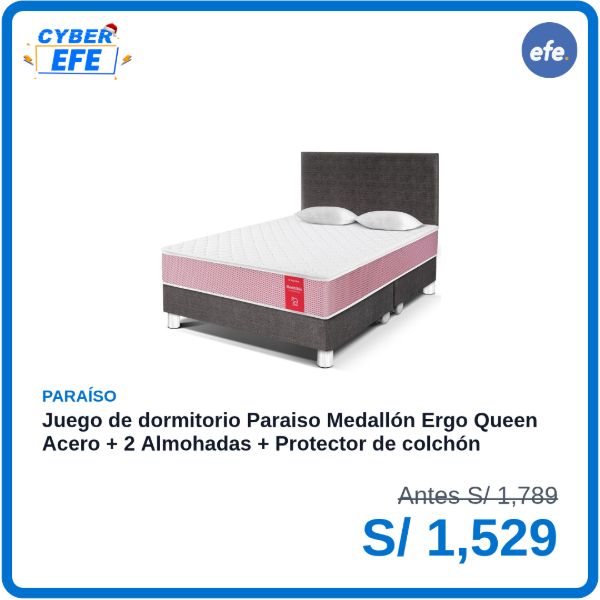 CYBER
EFE
efe.
Medallón
PARAÍSO
Juego de dormitorio Paraiso Medallón Ergo Queen
Acero + 2 Almohadas + Protector de colchón
Antes S/ 1,789
S/ 1,529